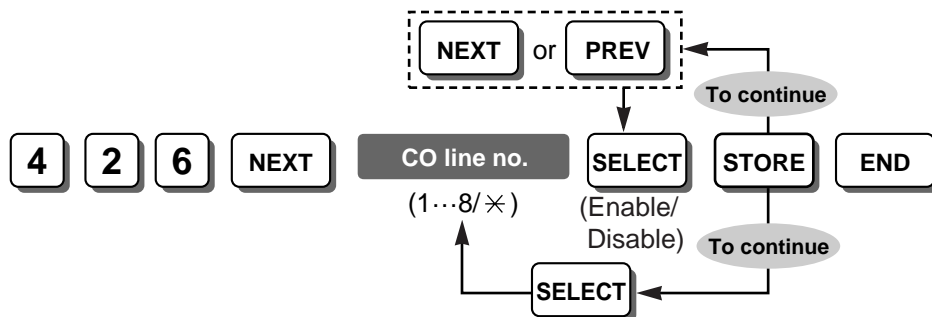 NEXT or PREV
To continue
4 2 6 NEXT CO line no. SELECT STORE END
(1···8/✳) (Enable/
Disable)
To continue
SELECT